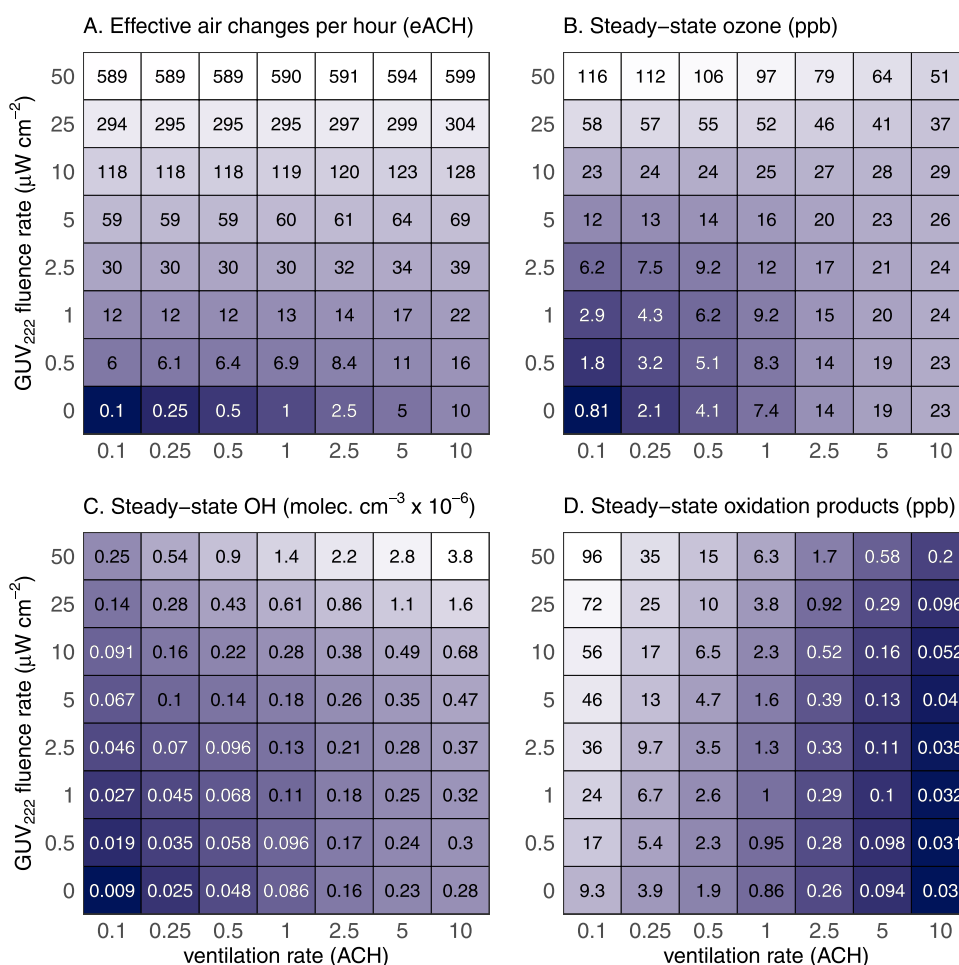 A. Effective air changes per hour (eACH)
50 589 589 589 590 591 594 599
25 294 295 295 295 297 299 304
10 118 118 118 119 120 123 128
5 59 59 59 60 61 64 69
2.5 30 30 30 30 32 34 39
1 12 12 12 13 14 17 22
0.5 6 6.1 6.4 6.9 8.4 11 16
0 0.1 0.25 0.5 1 2.5 5 10
0.1 0.25 0.5 1 2.5 5 10
GUV222 fluence rate (μW cm−2)
B. Steady−state ozone (ppb)
50 116 112 106 97 79 64 51
25 58 57 55 52 46 41 37
10 23 24 24 25 27 28 29
5 12 13 14 16 20 23 26
2.5 6.2 7.5 9.2 12 17 21 24
1 2.9 4.3 6.2 9.2 15 20 24
0.5 1.8 3.2 5.1 8.3 14 19 23
0 0.81 2.1 4.1 7.4 14 19 23
0.1 0.25 0.5 1 2.5 5 10
C. Steady−state OH (molec. cm−3 x 10−6)
50 0.25 0.54 0.9 1.4 2.2 2.8 3.8
25 0.14 0.28 0.43 0.61 0.86 1.1 1.6
10 0.091 0.16 0.22 0.28 0.38 0.49 0.68
5 0.067 0.1 0.14 0.18 0.26 0.35 0.47
2.5 0.046 0.07 0.096 0.13 0.21 0.28 0.37
1 0.027 0.045 0.068 0.11 0.18 0.25 0.32
0.5 0.019 0.035 0.058 0.096 0.17 0.24 0.3
0 0.009 0.025 0.048 0.086 0.16 0.23 0.28
0.1 0.25 0.5 1 2.5 5 10
ventilation rate (ACH)
GUV222 fluence rate (μW cm−2)
D. Steady−state oxidation products (ppb)
50 96 35 15 6.3 1.7 0.58 0.2
25 72 25 10 3.8 0.92 0.29 0.096
10 56 17 6.5 2.3 0.52 0.16 0.052
5 46 13 4.7 1.6 0.39 0.13 0.04
2.5 36 9.7 3.5 1.3 0.33 0.11 0.035
1 24 6.7 2.6 1 0.29 0.1 0.032
0.5 17 5.4 2.3 0.95 0.28 0.098 0.031
0 9.3 3.9 1.9 0.86 0.26 0.094 0.03
0.1 0.25 0.5 1 2.5 5 10
ventilation rate (ACH)